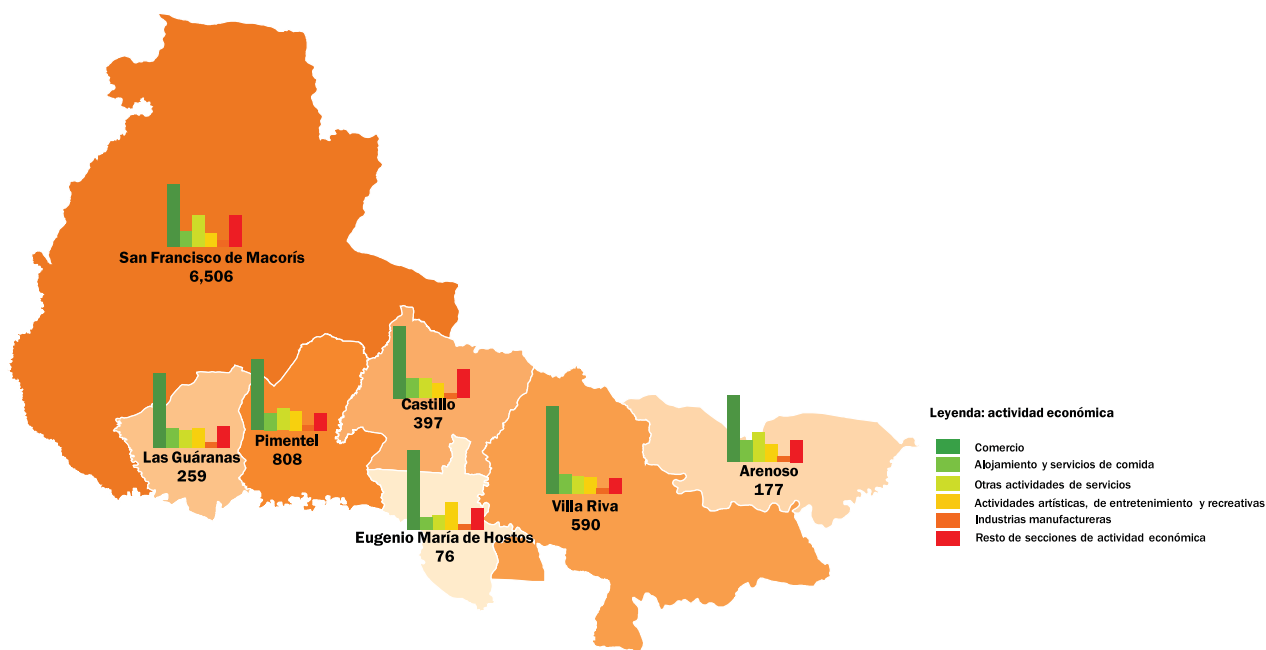 San Francisco de Macorís
6,506
Castillo
397
Pimentel
808
Las Guáranas
259
Arenoso
177
Villa Riva
590
Eugenio María de Hostos
76
Leyenda: actividad económica
Comercio
Alojamiento y servicios de comida
Otras actividades de servicios
Actividades artísticas, de entretenimiento y recreativas
Industrias manufactureras
Resto de secciones de actividad económica